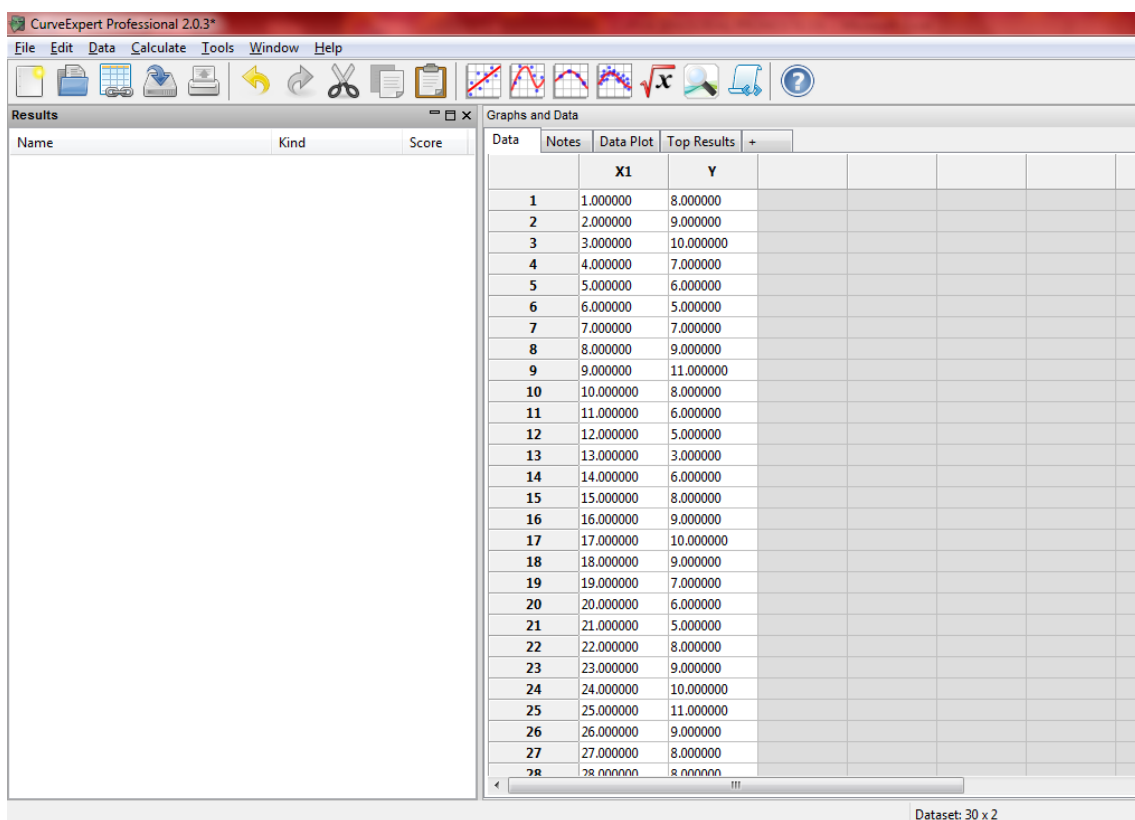 CurveExpert Professional 2.0.3*
File Edit Data Calculate Tools Window Help
Results
Name Kind Score
Graphs and Data
Data Notes Data Plot Top Results +
X1 Y
1 1.000000 8.000000
2 2.000000 9.000000
3 3.000000 10.000000
4 4.000000 7.000000
5 5.000000 6.000000
6 6.000000 5.000000
7 7.000000 7.000000
8 8.000000 9.000000
9 9.000000 11.000000
10 10.000000 8.000000
11 11.000000 6.000000
12 12.000000 5.000000
13 13.000000 3.000000
14 14.000000 6.000000
15 15.000000 8.000000
16 16.000000 9.000000
17 17.000000 10.000000
18 18.000000 9.000000
19 19.000000 7.000000
20 20.000000 6.000000
21 21.000000 5.000000
22 22.000000 8.000000
23 23.000000 9.000000
24 24.000000 10.000000
25 25.000000 11.000000
26 26.000000 9.000000
27 27.000000 8.000000
28 28.000000 8.000000
Dataset: 30 x 2